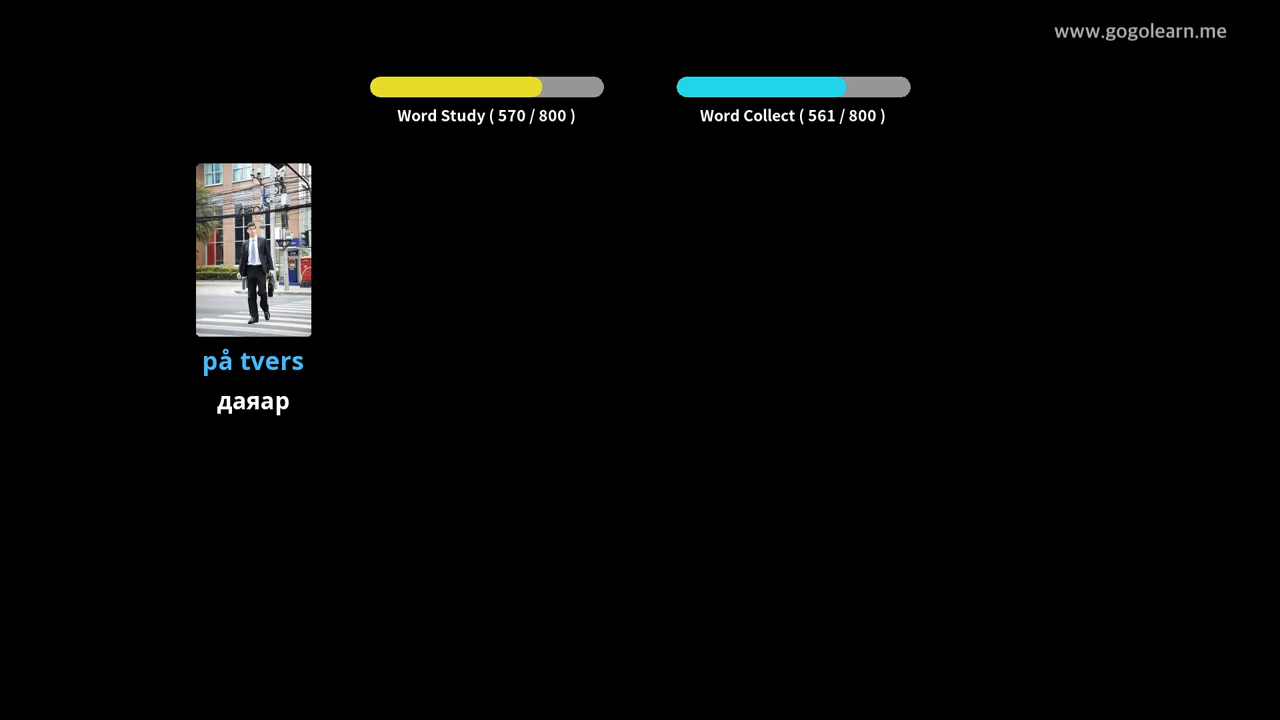 www.gogolearn.me
Word Study ( 570 / 800 )
Word Collect ( 561 / 800 )
på tvers
даяар